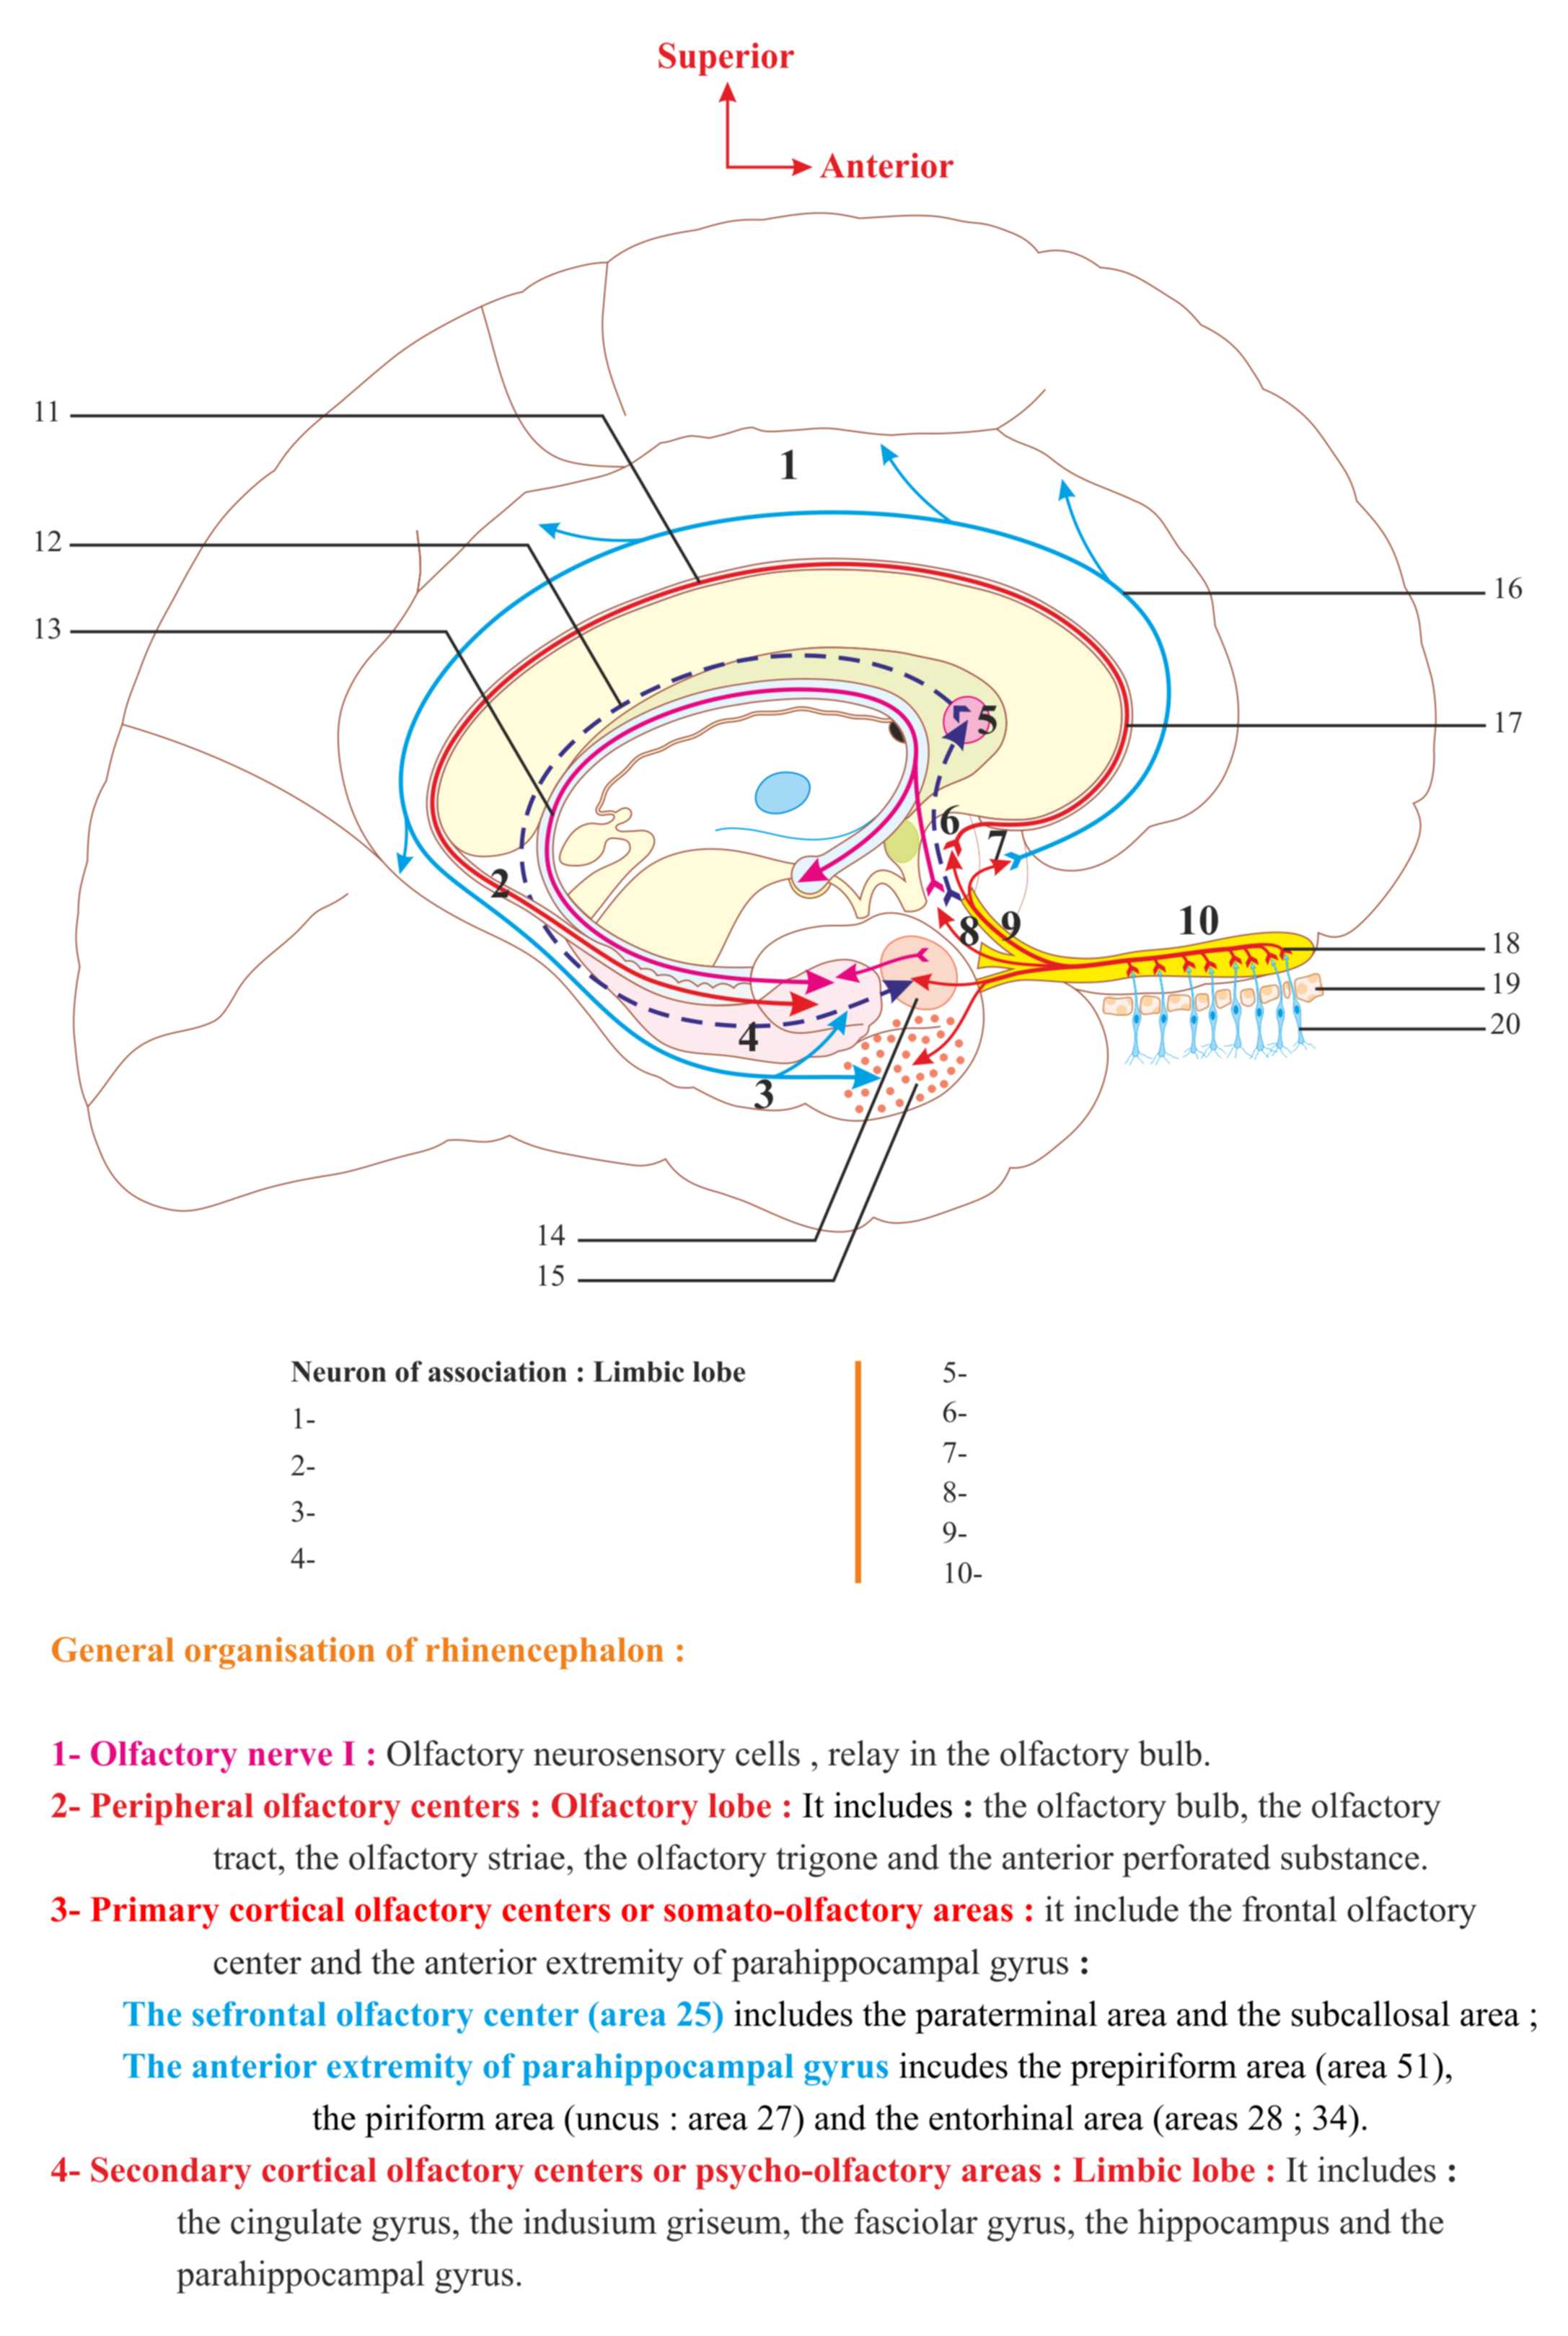 Superior
Anterior
11
1
12
16
13
5
17
6
7
2
8
9
10
18
19
20
4
3
14
15
Neuron of association : Limbic lobe
1-
2-
3-
4-
5-
6-
7-
8-
9-
10-
General organisation of rhinencephalon :
1- Olfactory nerve I : Olfactory neurosensory cells , relay in the olfactory bulb.
2- Peripheral olfactory centers : Olfactory lobe : It includes : the olfactory bulb, the olfactory
tract, the olfactory striae, the olfactory trigone and the anterior perforated substance.
3- Primary cortical olfactory centers or somato-olfactory areas : it include the frontal olfactory
center and the anterior extremity of parahippocampal gyrus :
The sefrontal olfactory center (area 25) includes the paraterminal area and the subcallosal area ;
The anterior extremity of parahippocampal gyrus incudes the prepiriform area (area 51),
the piriform area (uncus : area 27) and the entorhinal area (areas 28 ; 34).
4- Secondary cortical olfactory centers or psycho-olfactory areas : Limbic lobe : It includes :
the cingulate gyrus, the indusium griseum, the fasciolar gyrus, the hippocampus and the
parahippocampal gyrus.